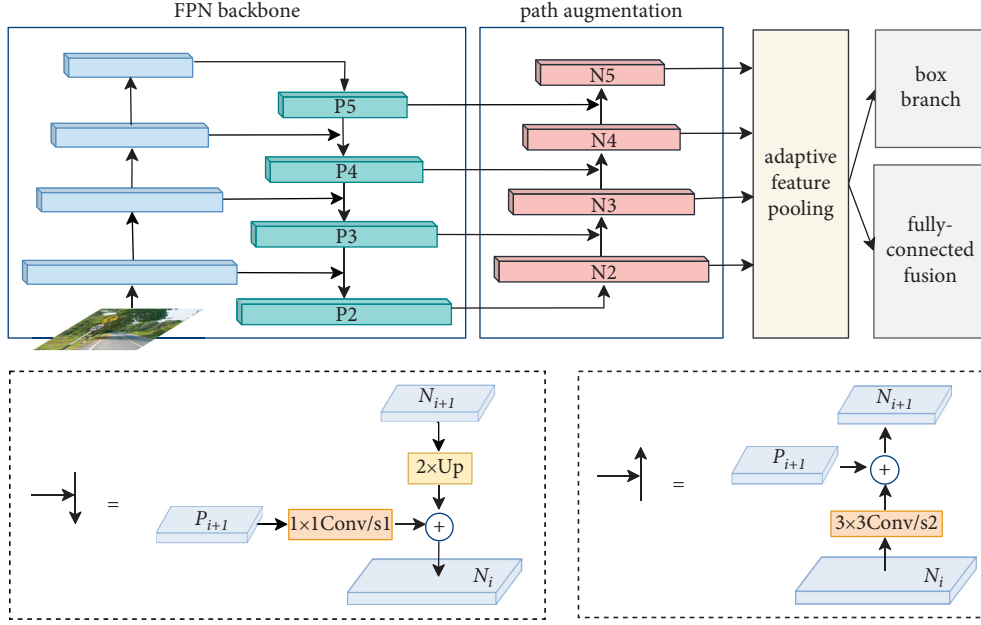 FPN backbone
path augmentation
P5
P4
P3
P2
N5
N4
N3
N2
adaptive
feature
pooling
box
branch
fully-
connected
fusion
=
N_{i+1}
2×Up
P_{i+1}
1×1Conv/s1
+
N_i
=
N_{i+1}
P_{i+1}
+
3×3Conv/s2
N_i